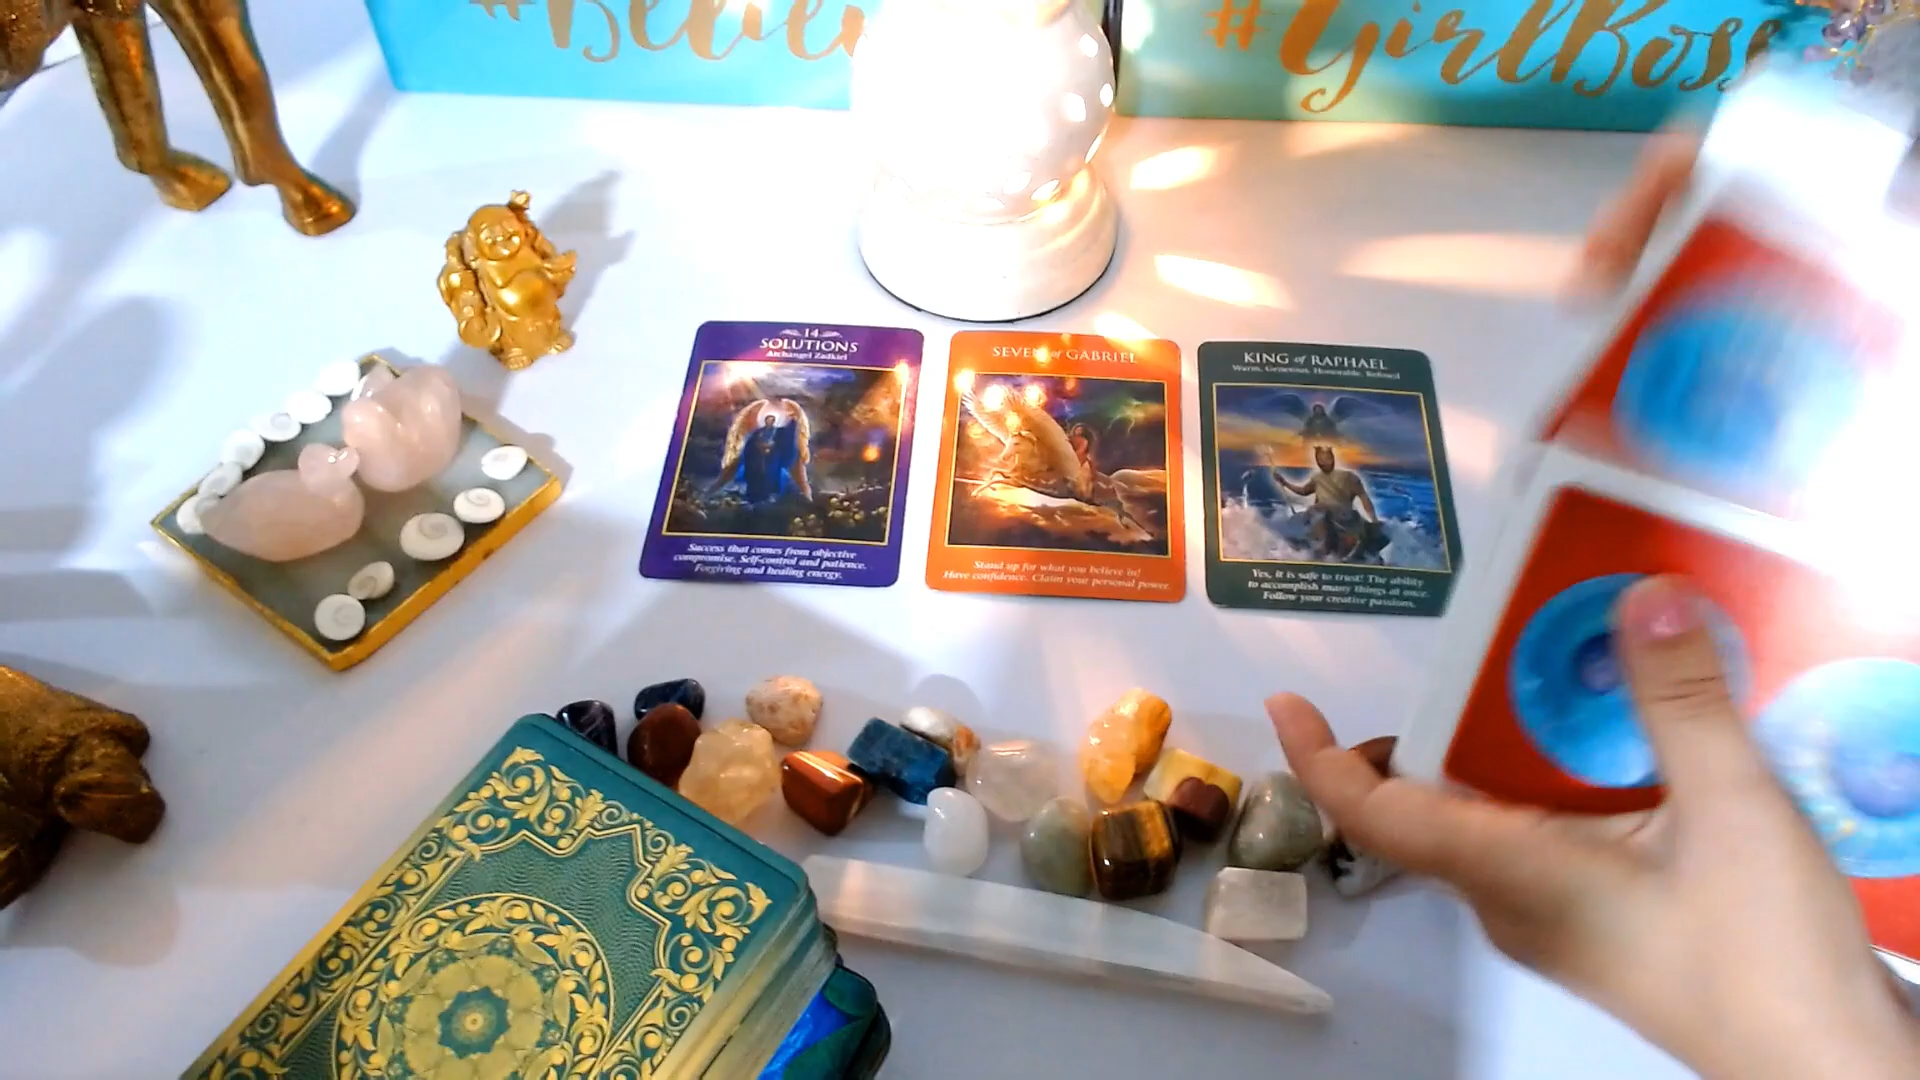 #Belie
#GirlBoss
14
SOLUTIONS
Archangel Zadkiel
Success that comes from objective
compromise. Self-control and patience.
Forgiving and healing energy.
SEVEN of GABRIEL
Stand up for what you believe in!
Have confidence. Claim your personal power.
KING of RAPHAEL
Warm, Generous, Honorable, Refined
Yes, it is safe to trust! The ability
to accomplish many things at once.
Follow your creative passions.